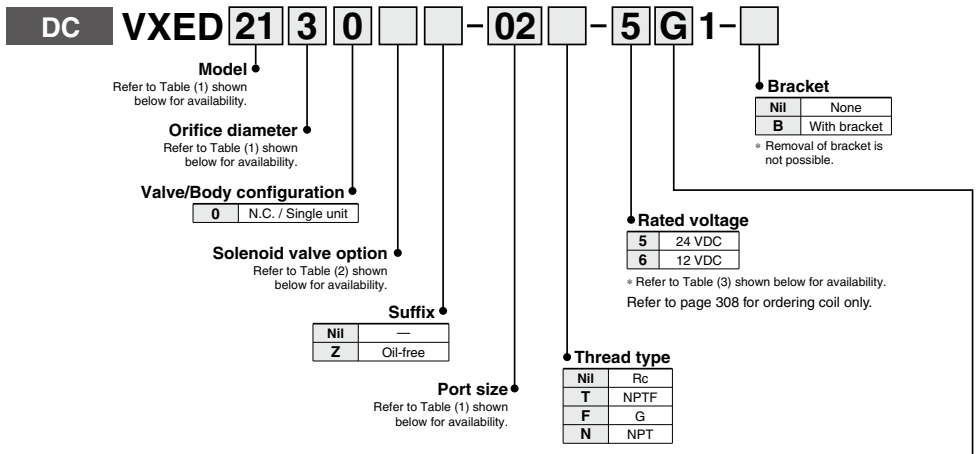 DC VXED 21 3 0 - 02 - 5 G 1 -
Model
Refer to Table (1) shown
below for availability.
Orifice diameter
Refer to Table (1) shown
below for availability.
Valve/Body configuration
0 N.C. / Single unit
Solenoid valve option
Refer to Table (2) shown
below for availability.
Suffix
Nil —
Z Oil-free
Port size
Refer to Table (1) shown
below for availability.
Thread type
Nil Rc
T NPTF
F G
N NPT
Rated voltage
5 24 VDC
6 12 VDC
* Refer to Table (3) shown below for availability.
Refer to page 308 for ordering coil only.
Bracket
Nil None
B With bracket
* Removal of bracket is
not possible.